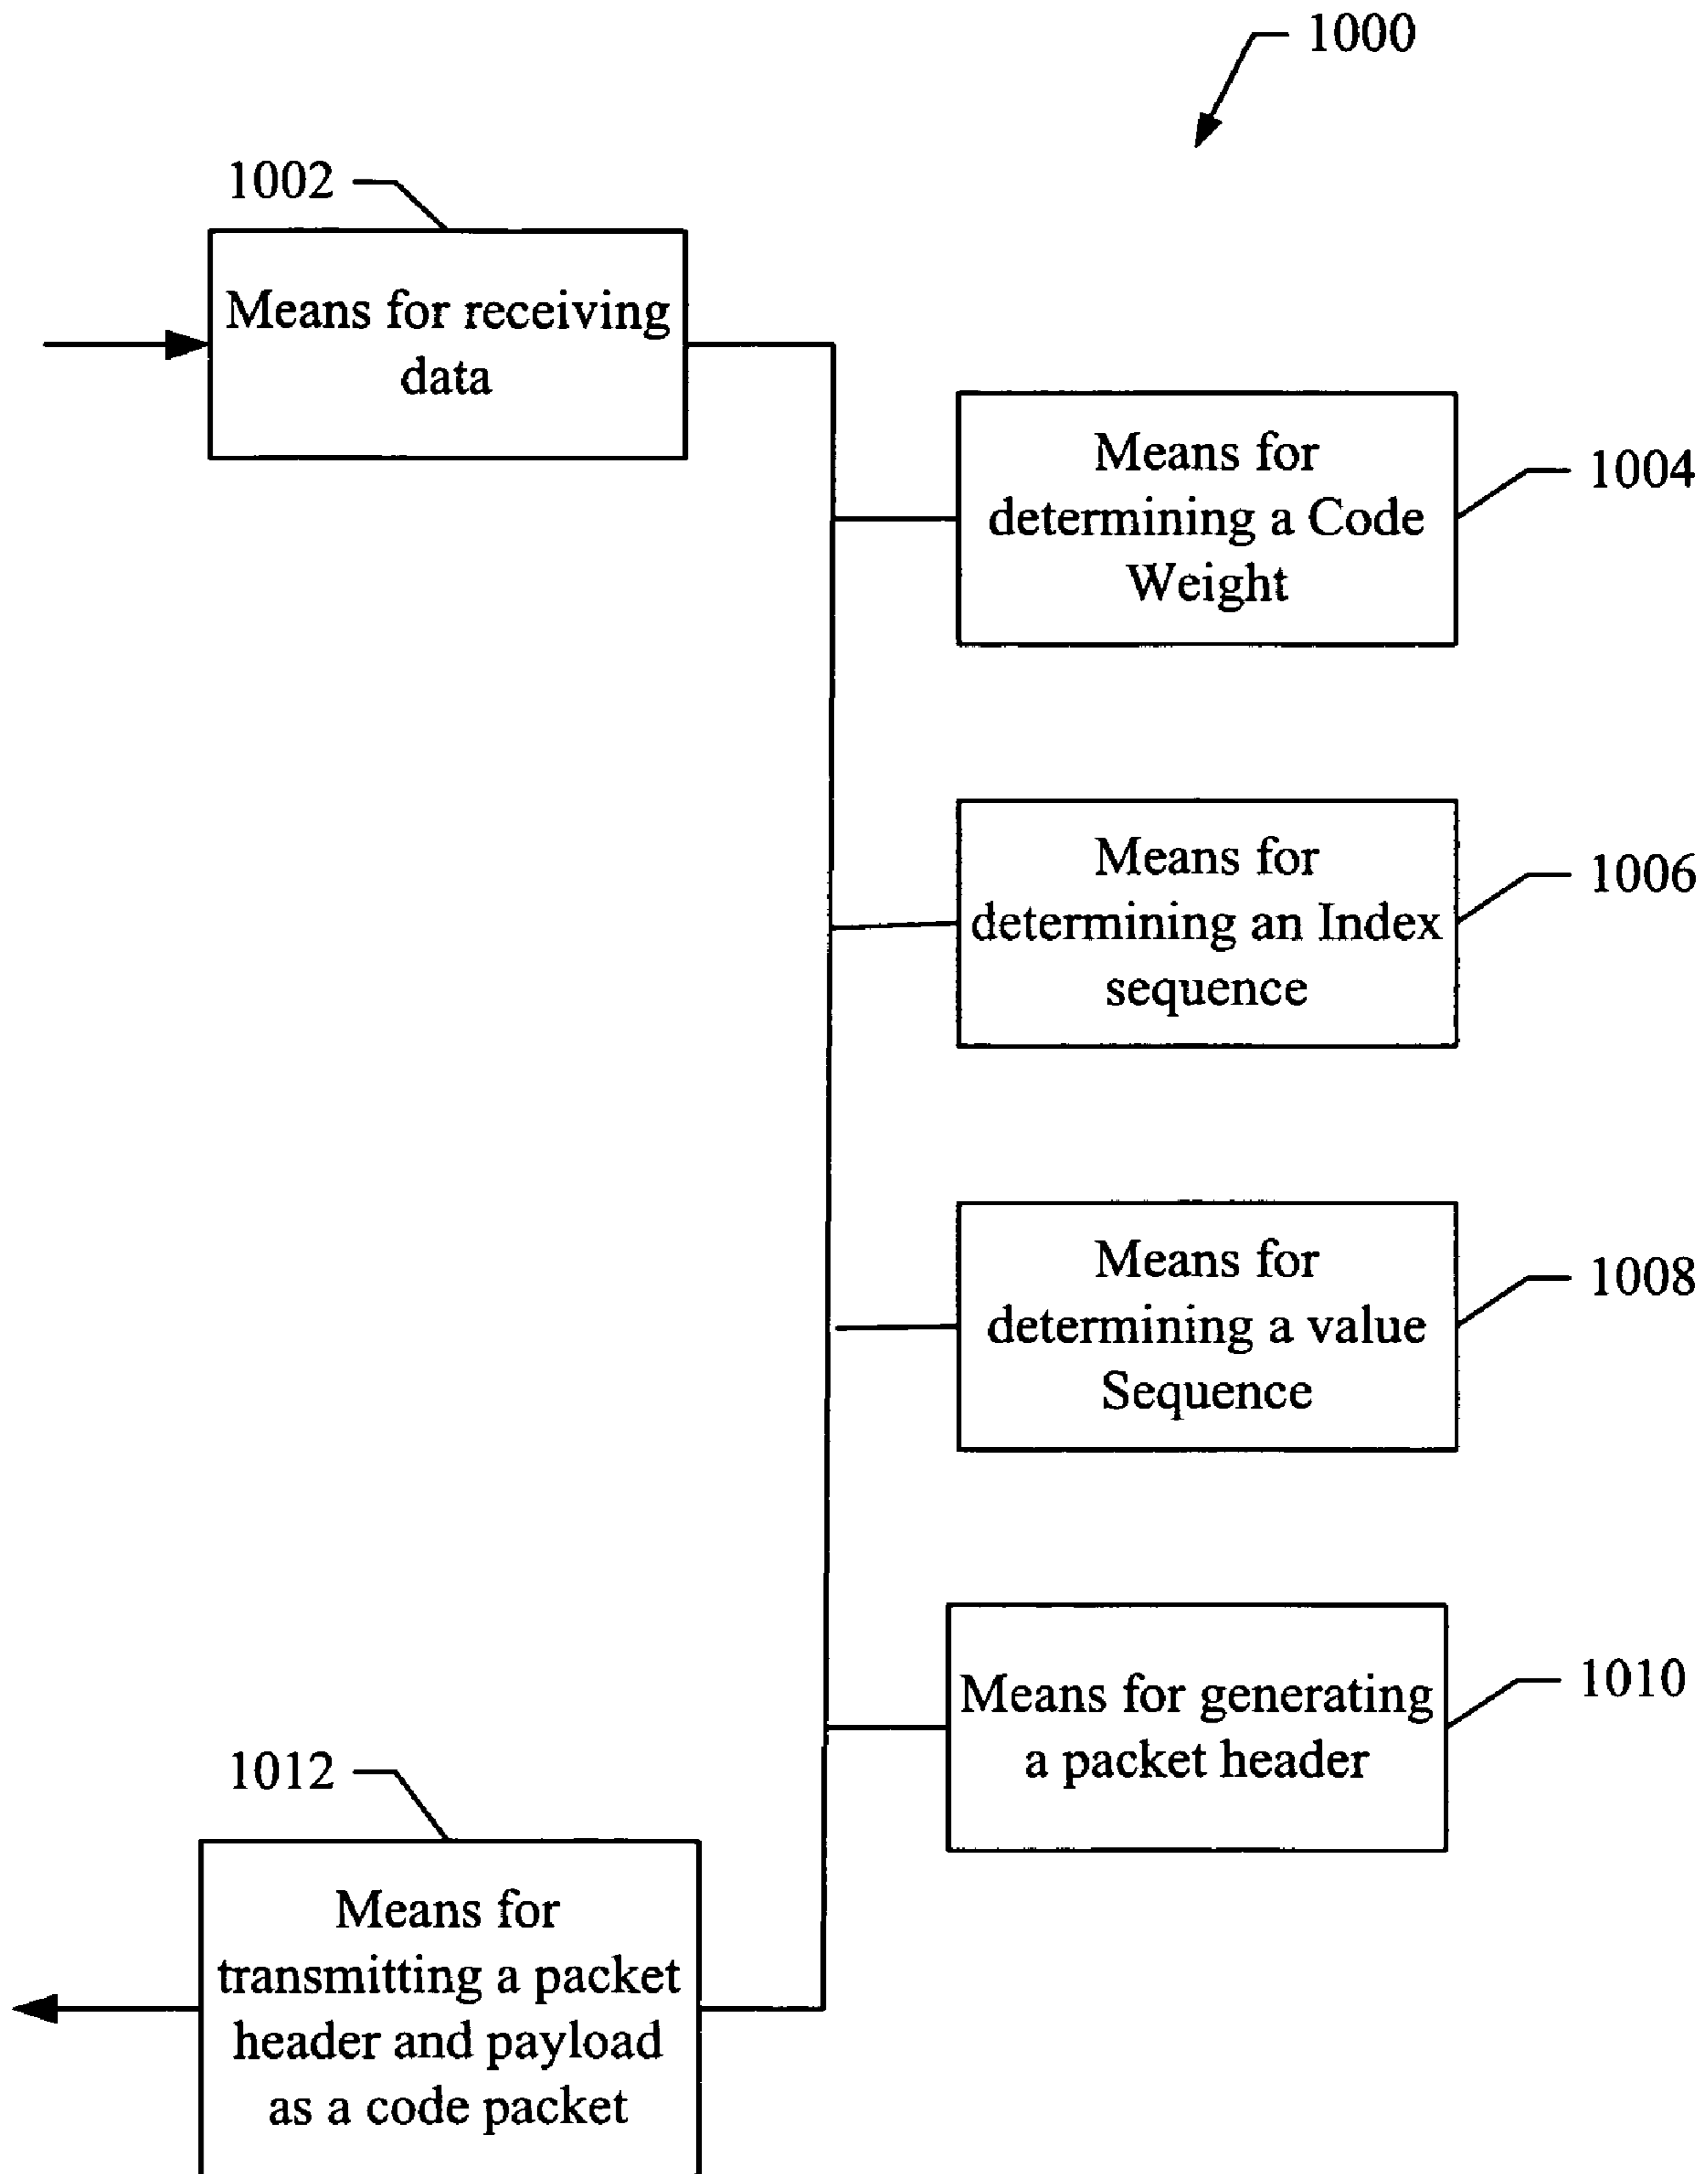 1000
1002
Means for receiving
data
Means for
determining a Code
Weight
1004
Means for
determining an Index
sequence
1006
Means for
determining a value
Sequence
1008
Means for generating
a packet header
1010
1012
Means for
transmitting a packet
header and payload
as a code packet